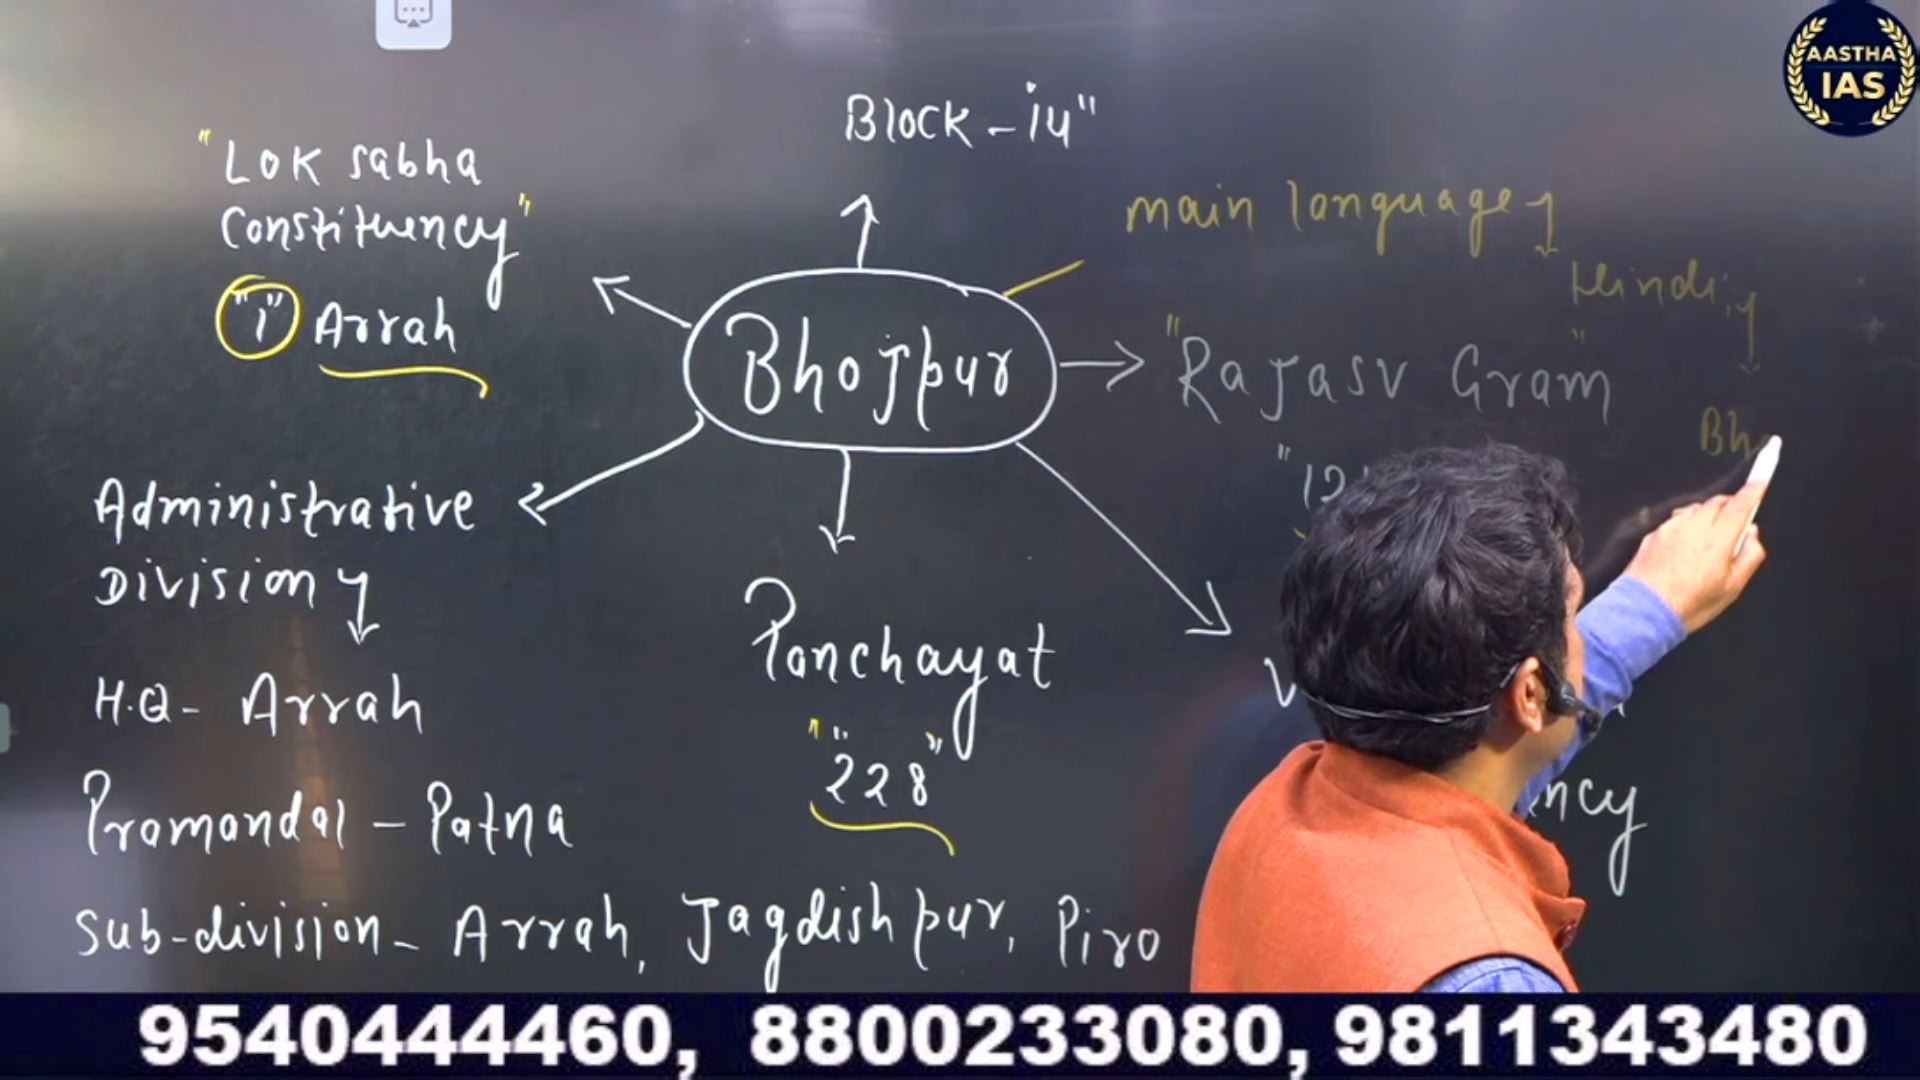 AASTHA
IAS
Block - 14"
"Lok sabha
Constituency"
"1" Arrah
main language
Hindi,
Bhojpur
"Rajasv Gram"
Administrative
Division
H.Q - Arrah
Panchayat
"228"
Pramandal - Patna
Sub-division - Arrah, Jagdishpur, Piro
9540444460, 8800233080, 9811343480